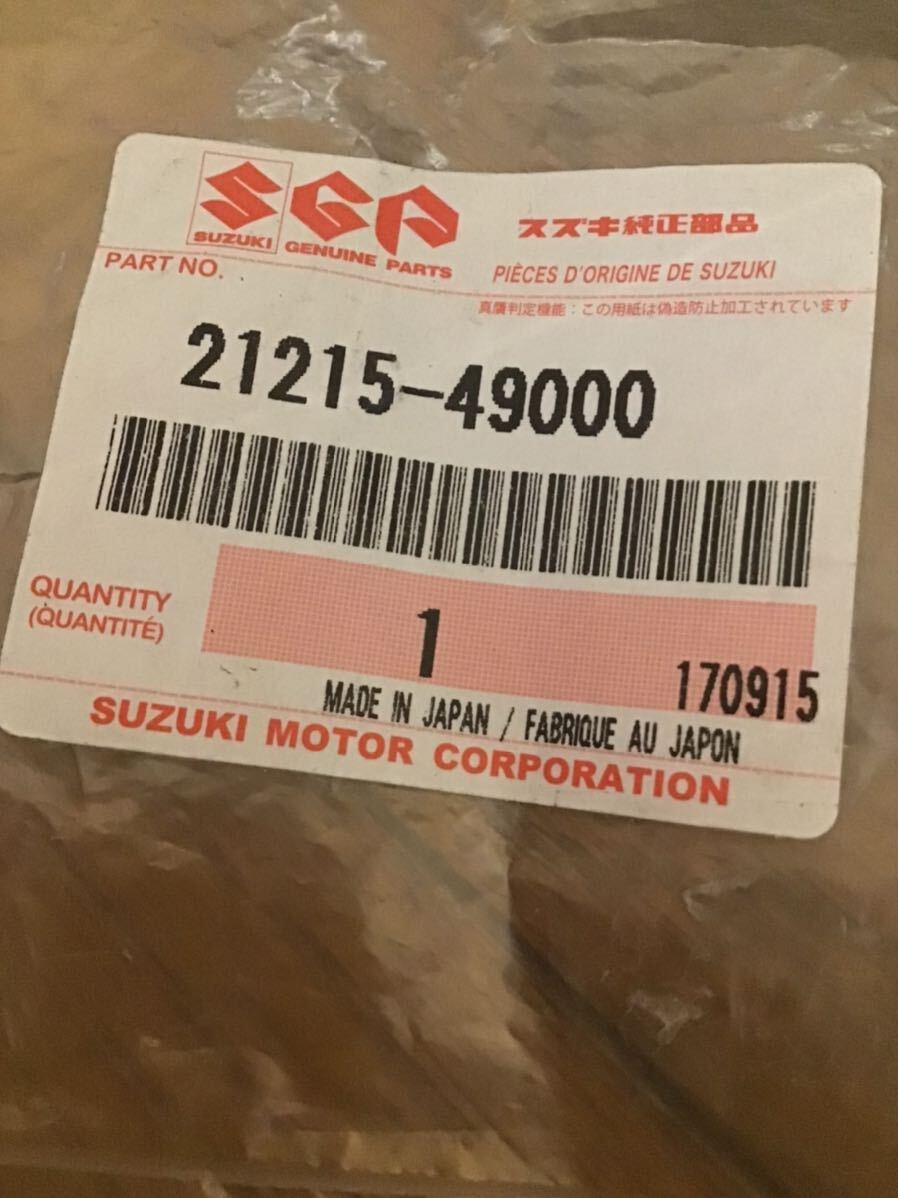 SUZUKI
SGP
GENUINE PARTS
スズキ純正部品
PIÈCES D'ORIGINE DE SUZUKI
PART NO.
真贋判定機能：この用紙は偽造防止加工されています
21215-49000
QUANTITY
(QUANTITÉ)
1
170915
MADE IN JAPAN / FABRIQUE AU JAPON
SUZUKI MOTOR CORPORATION